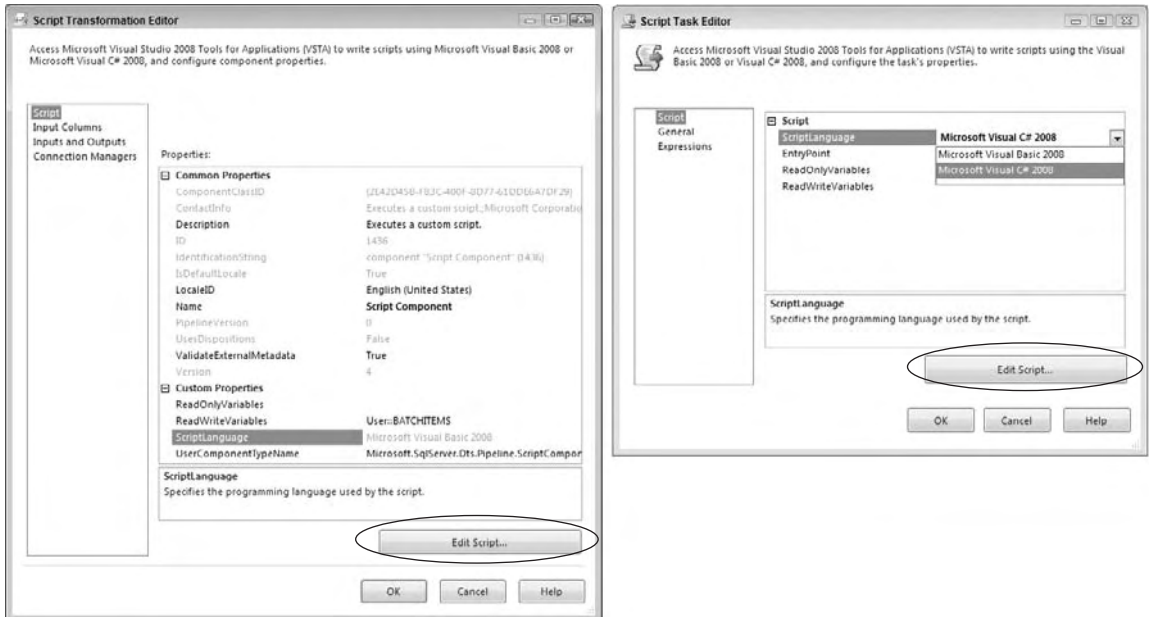 Script Transformation Editor
Access Microsoft Visual Studio 2008 Tools for Applications (VSTA) to write scripts using Microsoft Visual Basic 2008 or
Microsoft Visual C# 2008, and configure component properties.
Script
Input Columns
Inputs and Outputs
Connection Managers
Properties:
Common Properties
ComponentClassID
ContactInfo Executes a custom script.;Microsoft Corporatio
Description Executes a custom script.
ID 1436
IdentificationString component "Script Component" (1436)
IsDefaultLocale True
LocaleID English (United States)
Name Script Component
PipelineVersion 0
UsesDispositions False
ValidateExternalMetadata True
Version 4
Custom Properties
ReadOnlyVariables
ReadWriteVariables User::BATCHITEMS
ScriptLanguage Microsoft Visual Basic 2008
UserComponentTypeName Microsoft.SqlServer.Dts.Pipeline.ScriptCompor
ScriptLanguage
Specifies the programming language used by the script.
Edit Script...
OK Cancel Help
Script Task Editor
Access Microsoft Visual Studio 2008 Tools for Applications (VSTA) to write scripts using the Visual
Basic 2008 or Visual C# 2008, and configure the task's properties.
Script
General
Expressions
Script
ScriptLanguage Microsoft Visual C# 2008
EntryPoint Microsoft Visual Basic 2008
ReadOnlyVariables Microsoft Visual C# 2008
ReadWriteVariables
ScriptLanguage
Specifies the programming language used by the script.
Edit Script...
OK Cancel Help